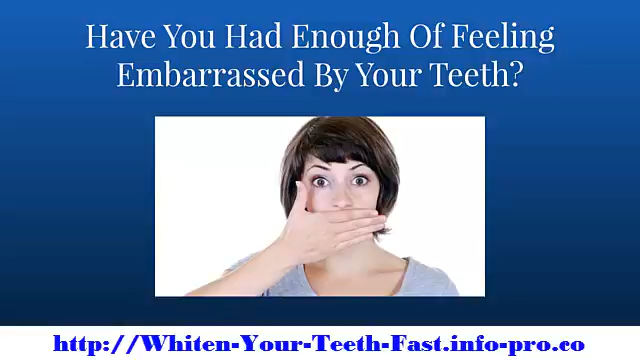 Have You Had Enough Of Feeling
Embarrassed By Your Teeth?
http://Whiten-Your-Teeth-Fast.info-pro.co